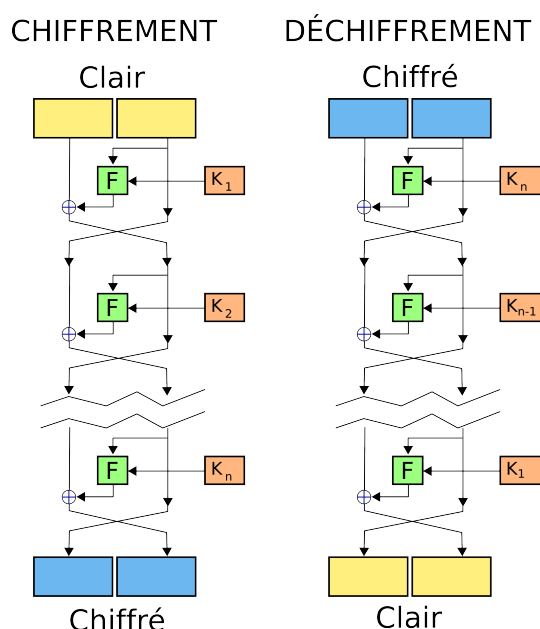 CHIFFREMENT
Clair
F
K1
F
K2
F
Kn
Chiffré
DÉCHIFFREMENT
Chiffré
F
Kn
F
Kn-1
F
K1
Clair